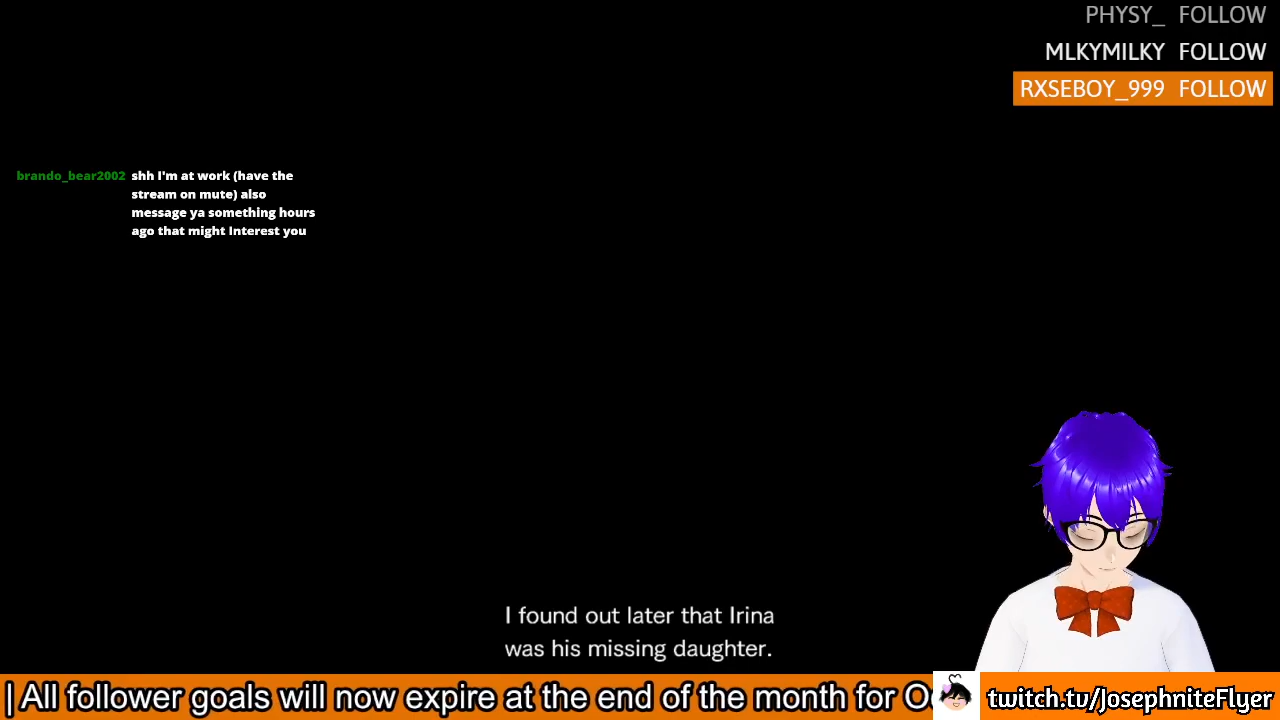 PHYSY_ FOLLOW
MLKYMILKY FOLLOW
RXSEBOY_999 FOLLOW
brando_bear2002 shh I'm at work (have the
stream on mute) also
message ya something hours
ago that might Interest you
I found out later that Irina
was his missing daughter.
| All follower goals will now expire at the end of the month for
twitch.tv/JosephniteFlyer